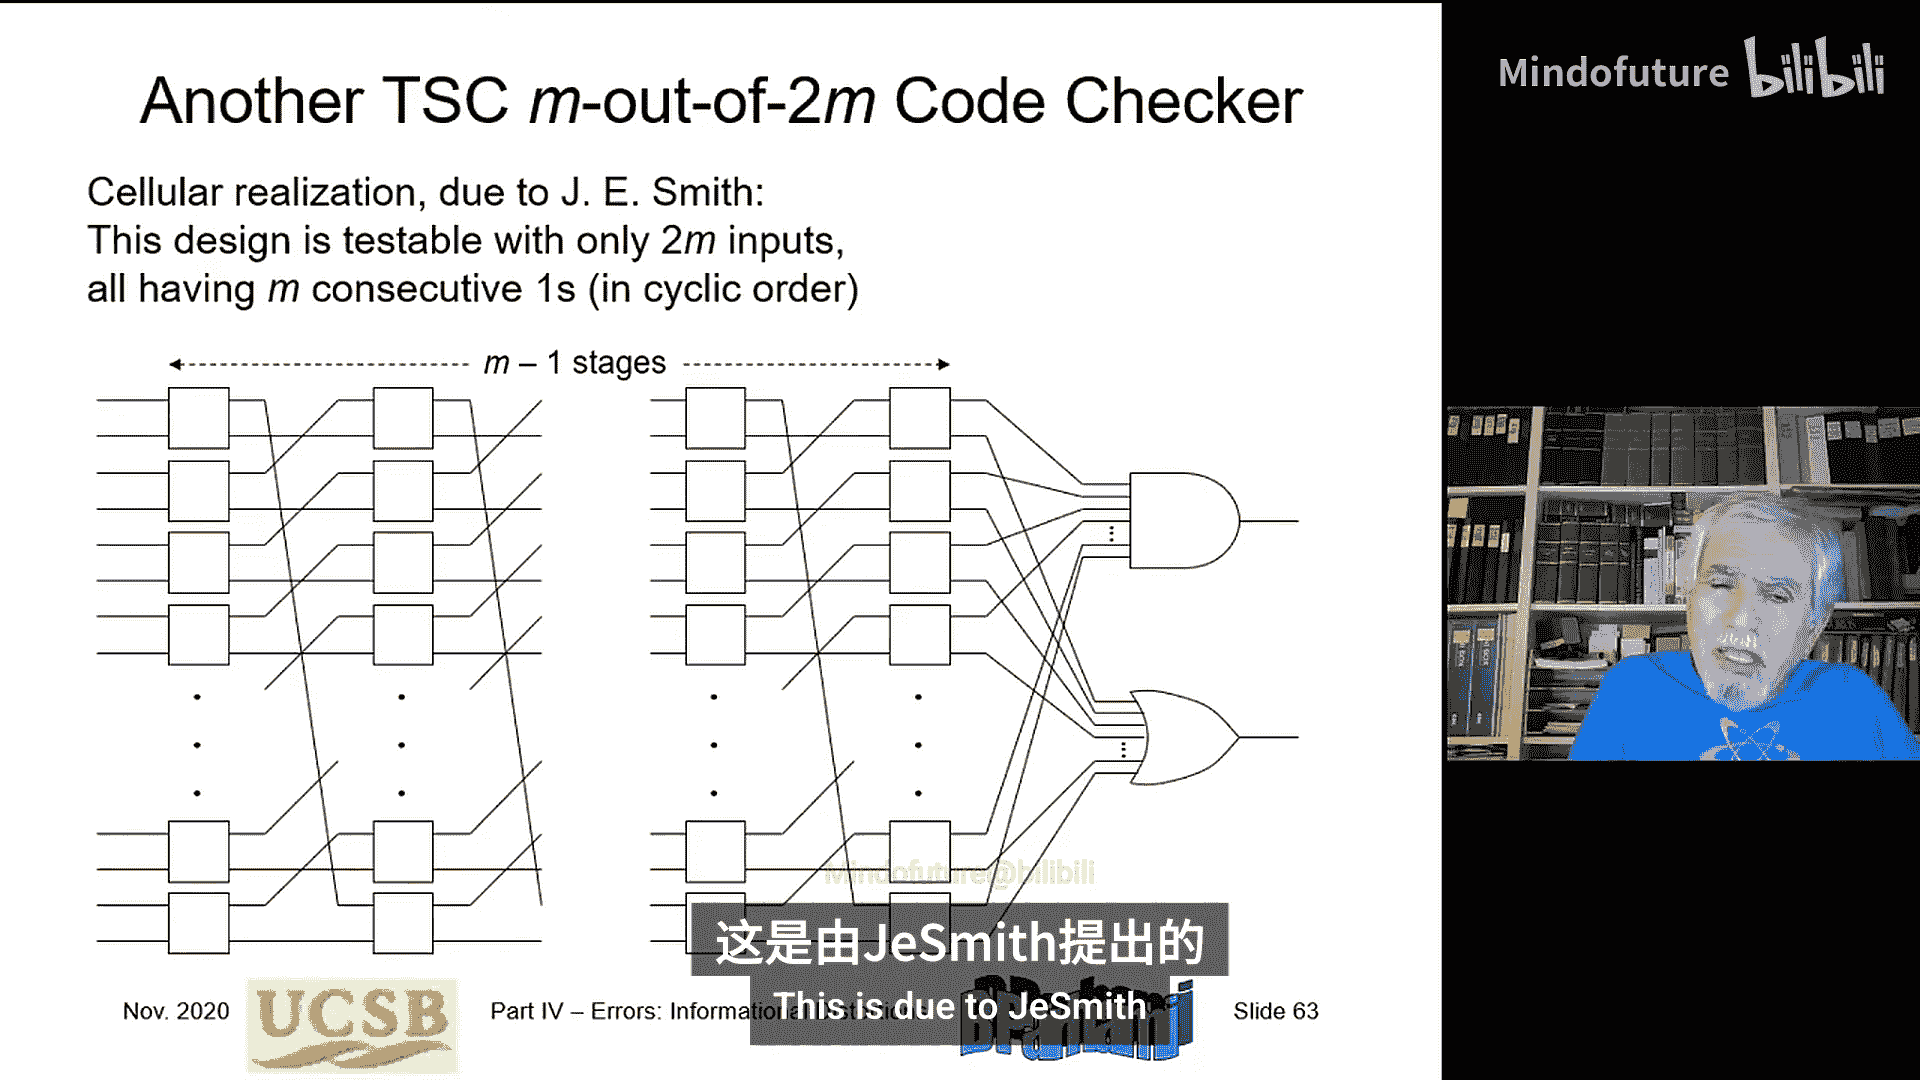 Another TSC m-out-of-2m Code Checker
Mindofuture bilibili
Cellular realization, due to J. E. Smith:
This design is testable with only 2m inputs,
all having m consecutive 1s (in cyclic order)
m – 1 stages
Mindofuture@bilibili
这是由JeSmith提出的
This is due to JeSmith
Nov. 2020
UCSB
Part IV – Errors: Informational
Slide 63